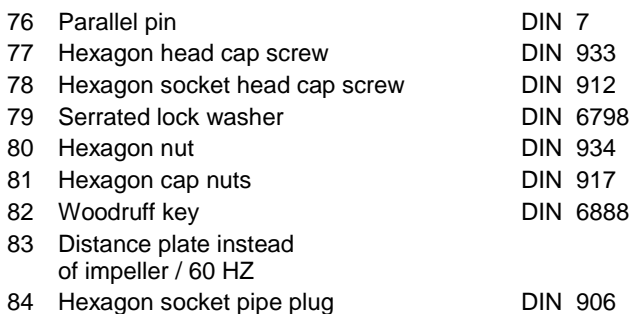 76 Parallel pin DIN 7
77 Hexagon head cap screw DIN 933
78 Hexagon socket head cap screw DIN 912
79 Serrated lock washer DIN 6798
80 Hexagon nut DIN 934
81 Hexagon cap nuts DIN 917
82 Woodruff key DIN 6888
83 Distance plate instead
of impeller / 60 HZ
84 Hexagon socket pipe plug DIN 906